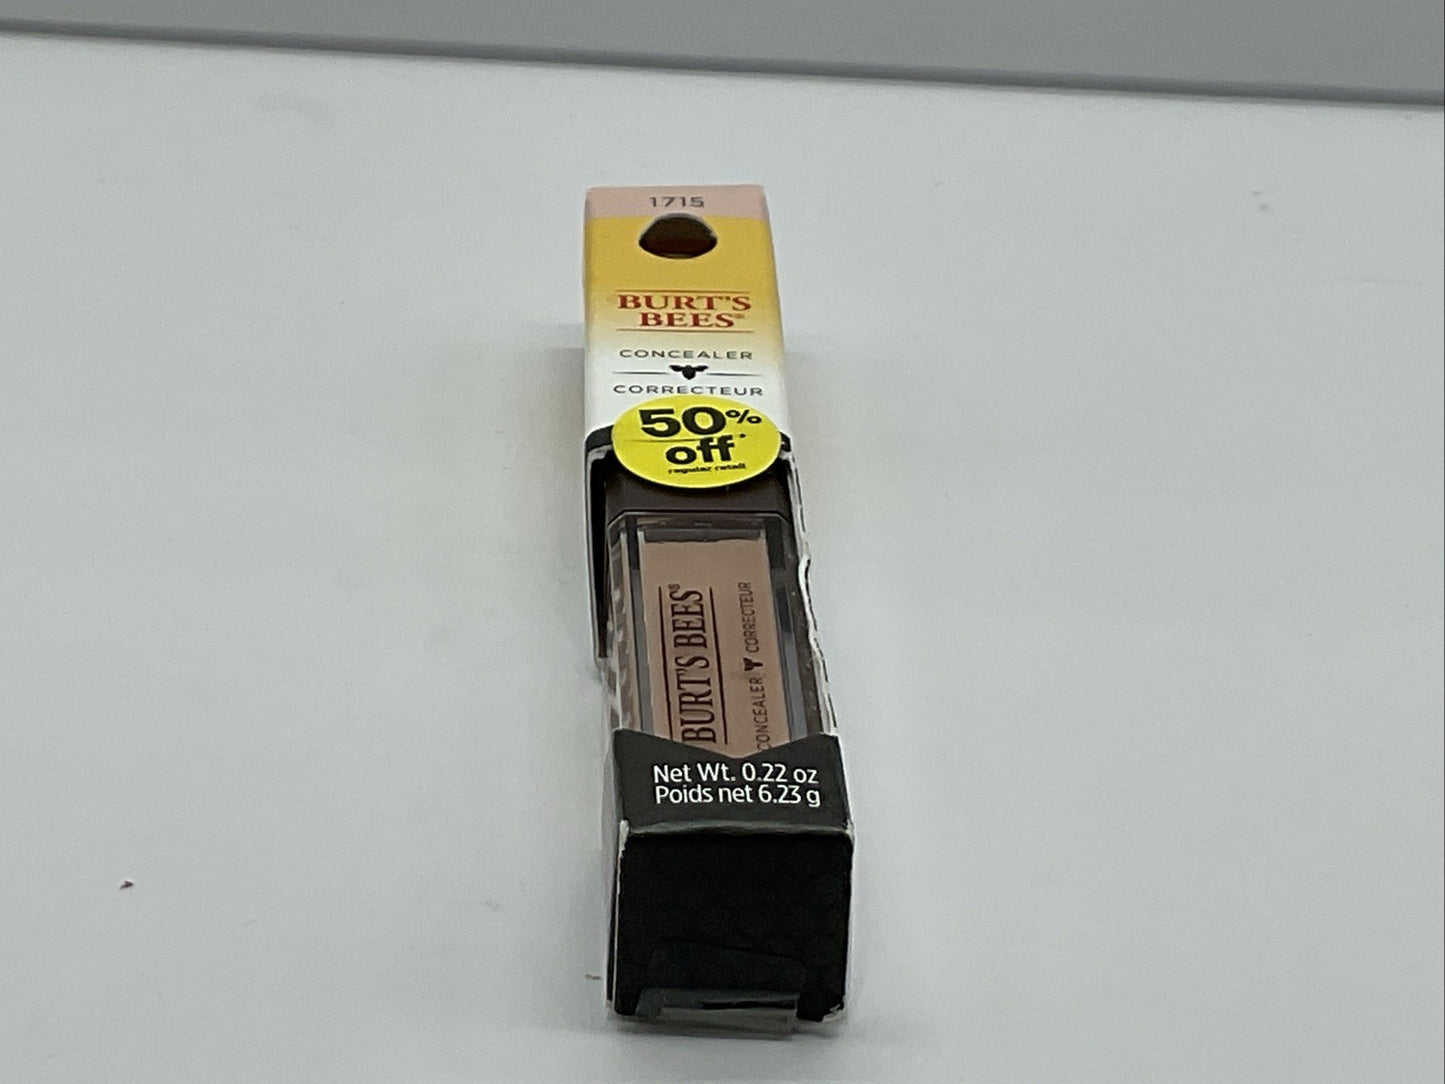 1715
BURT'S
BEES®
CONCEALER
CORRECTEUR
50%
off*
regular retail
BURT'S BEES®
CONCEALER CORRECTEUR
Net Wt. 0.22 oz
Poids net 6.23 g